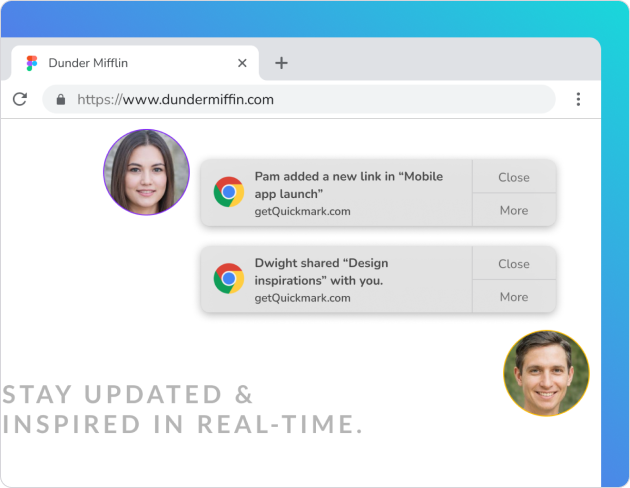 Dunder Mifflin
https://www.dundermiffin.com
Pam added a new link in “Mobile
app launch”
getQuickmark.com
Close
More
Dwight shared “Design
inspirations” with you.
getQuickmark.com
Close
More
STAY UPDATED &
INSPIRED IN REAL-TIME.